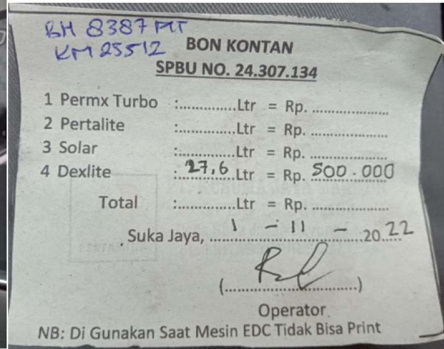 BH 8387 MT
KM 25512
BON KONTAN
SPBU NO. 24.307.134
1 Permx Turbo :.............Ltr = Rp. ..................
2 Pertalite :.............Ltr = Rp. ..................
3 Solar :.............Ltr = Rp. ..................
4 Dexlite : 27,6 Ltr = Rp. 500.000
Total :.............Ltr = Rp. ..................
Suka Jaya, 1 - 11 - 20 22
(..............................)
Operator
NB: Di Gunakan Saat Mesin EDC Tidak Bisa Print